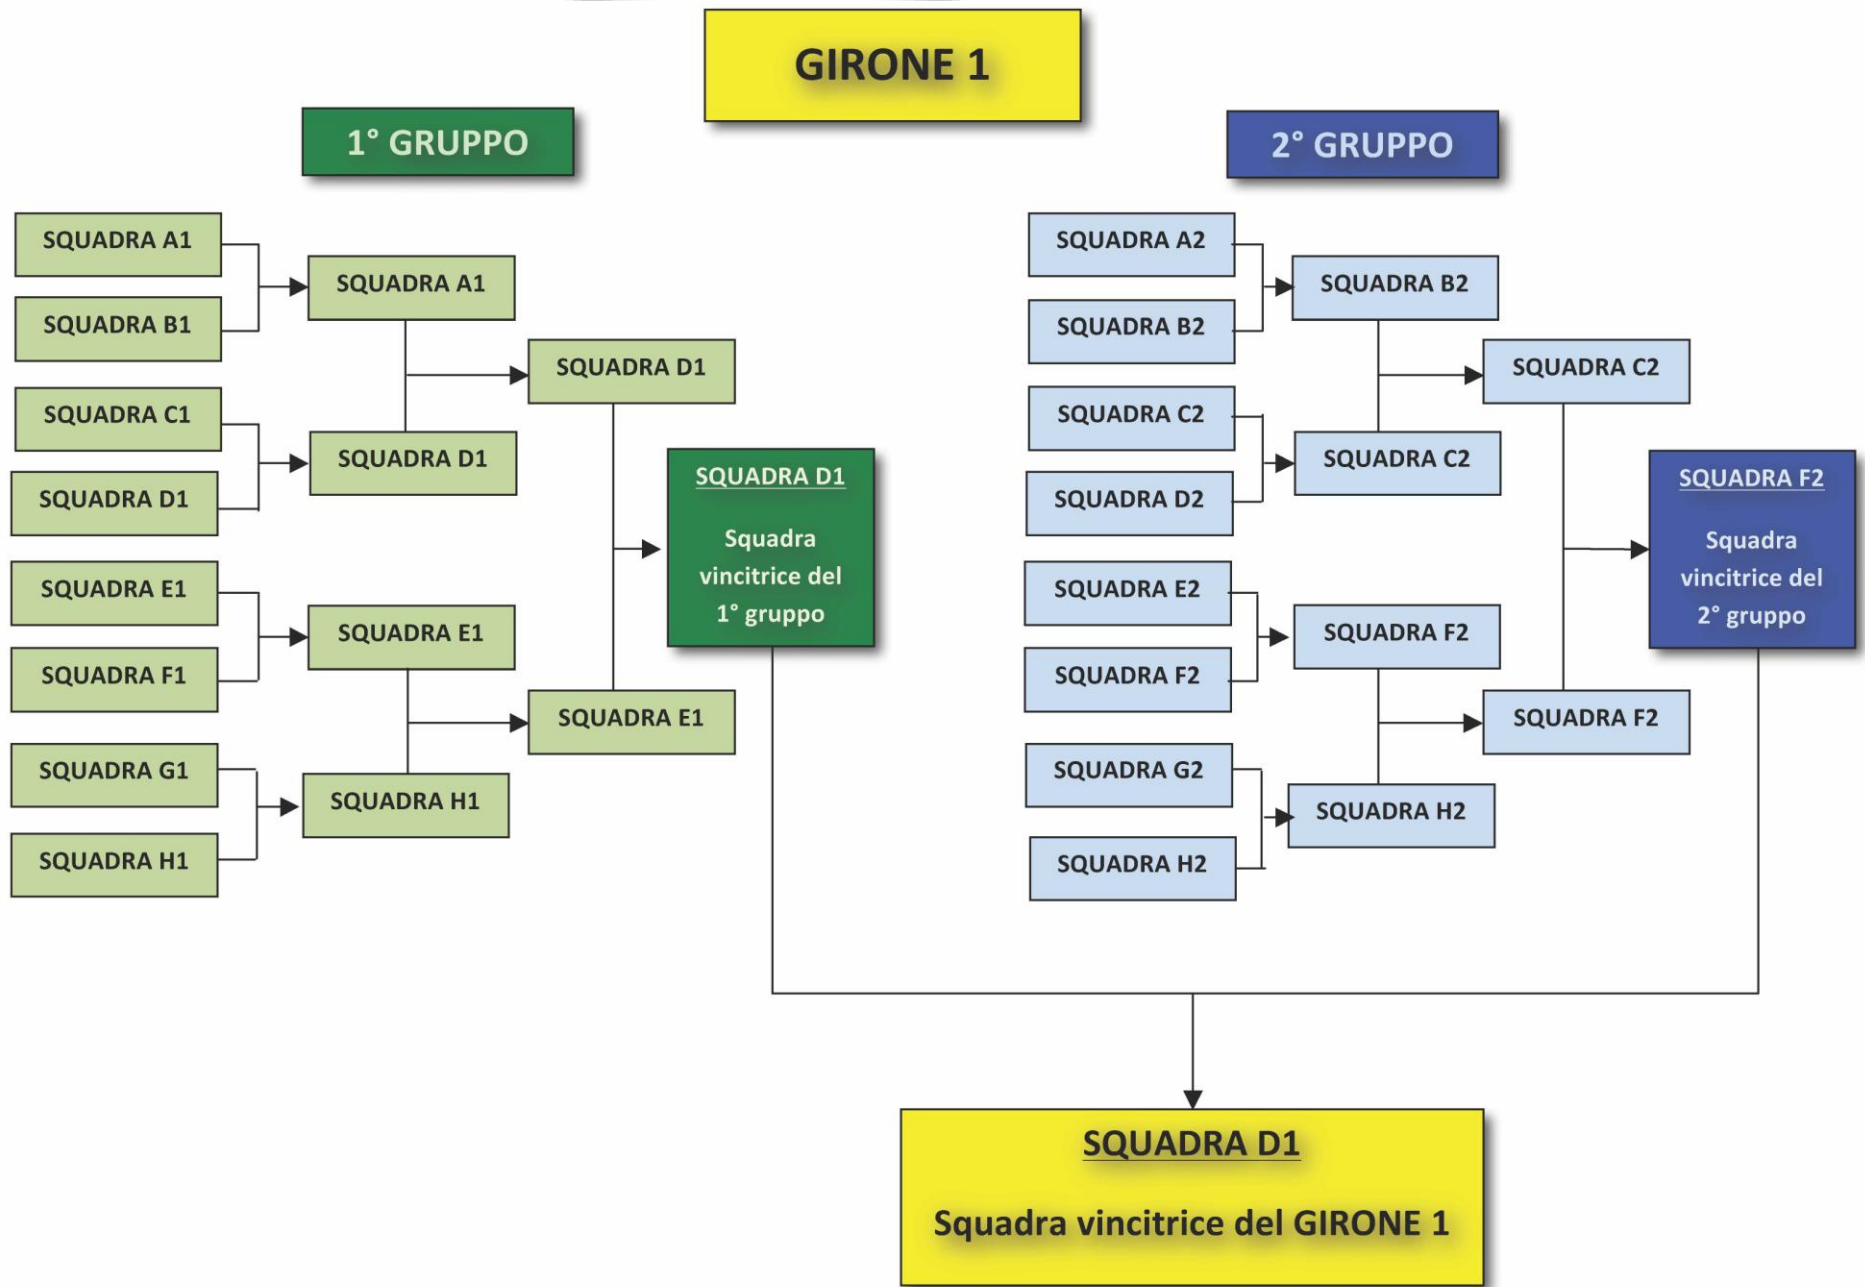 GIRONE 1
1° GRUPPO
2° GRUPPO
SQUADRA A1
SQUADRA B1
SQUADRA C1
SQUADRA D1
SQUADRA E1
SQUADRA F1
SQUADRA G1
SQUADRA H1
SQUADRA A1
SQUADRA D1
SQUADRA E1
SQUADRA H1
SQUADRA D1
SQUADRA E1
SQUADRA D1
Squadra
vincitrice del
1° gruppo
SQUADRA A2
SQUADRA B2
SQUADRA C2
SQUADRA D2
SQUADRA E2
SQUADRA F2
SQUADRA G2
SQUADRA H2
SQUADRA B2
SQUADRA C2
SQUADRA F2
SQUADRA H2
SQUADRA C2
SQUADRA F2
SQUADRA F2
Squadra
vincitrice del
2° gruppo
SQUADRA D1
Squadra vincitrice del GIRONE 1